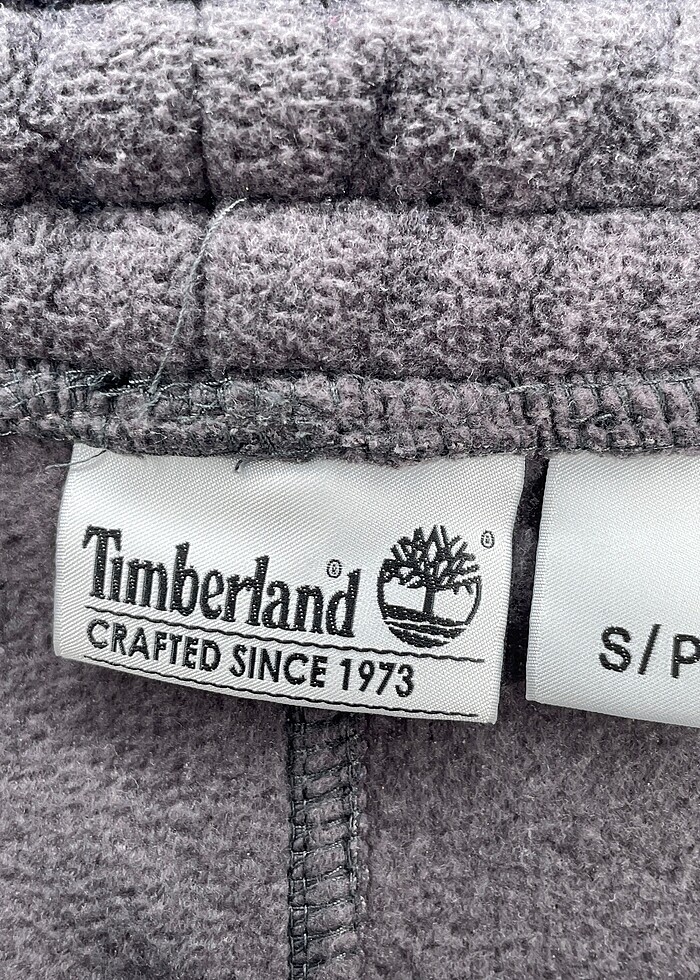 Timberland®
®
CRAFTED SINCE 1973
S/P